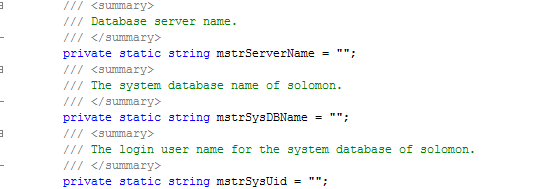 /// <summary>
/// Database server name.
/// </summary>
private static string mstrServerName = "";
/// <summary>
/// The system database name of solomon.
/// </summary>
private static string mstrSysDBName = "";
/// <summary>
/// The login user name for the system database of solomon.
/// </summary>
private static string mstrSysUid = "";